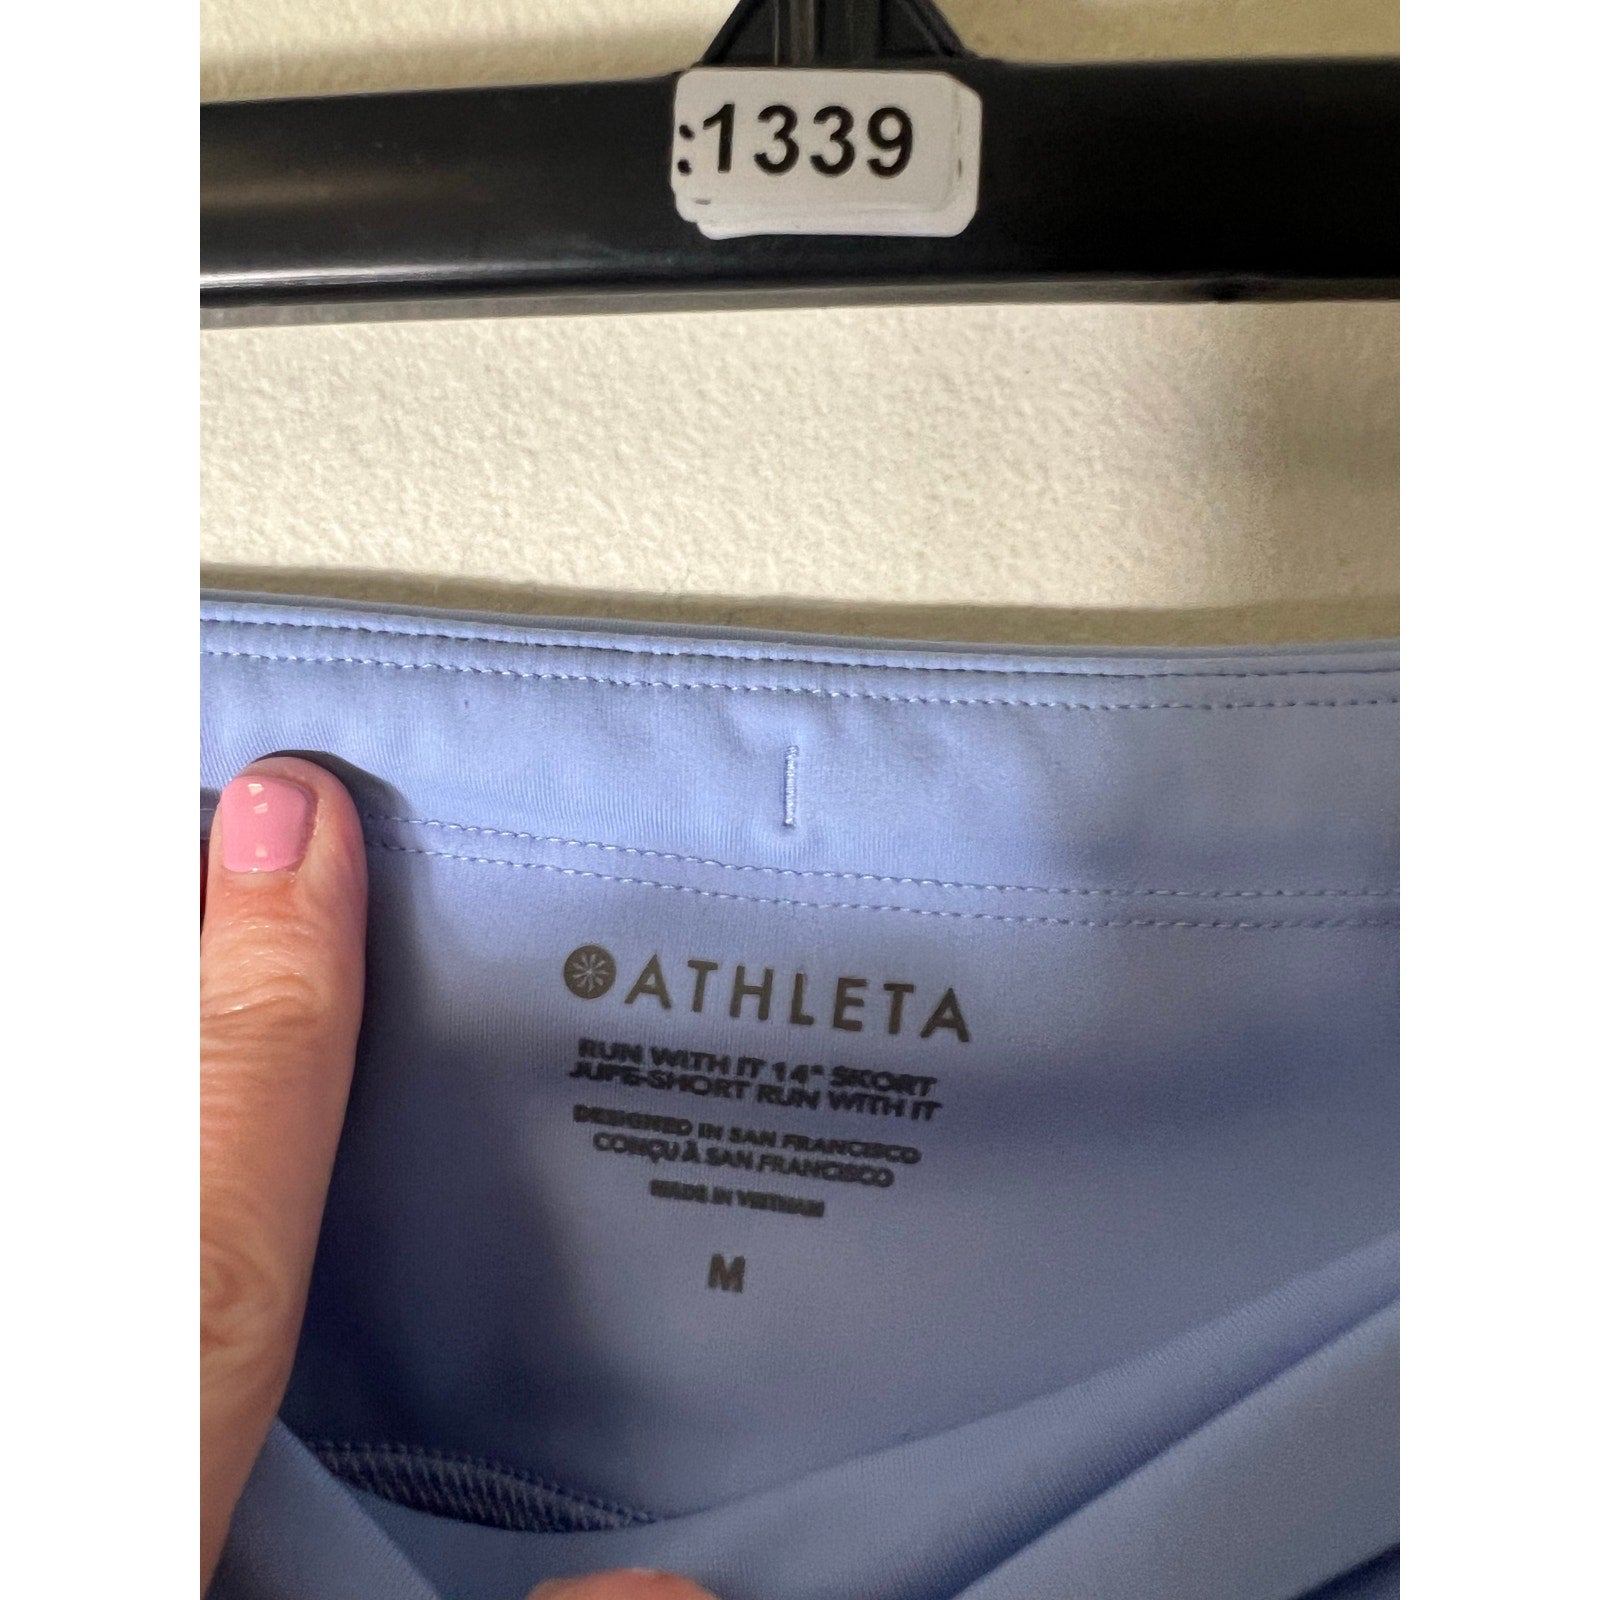 :1339
ATHLETA
RUN WITH IT 14" SKORT
JUPE-SHORT RUN WITH IT
DESIGNED IN SAN FRANCISCO
CONÇU À SAN FRANCISCO
MADE IN VIETNAM
M